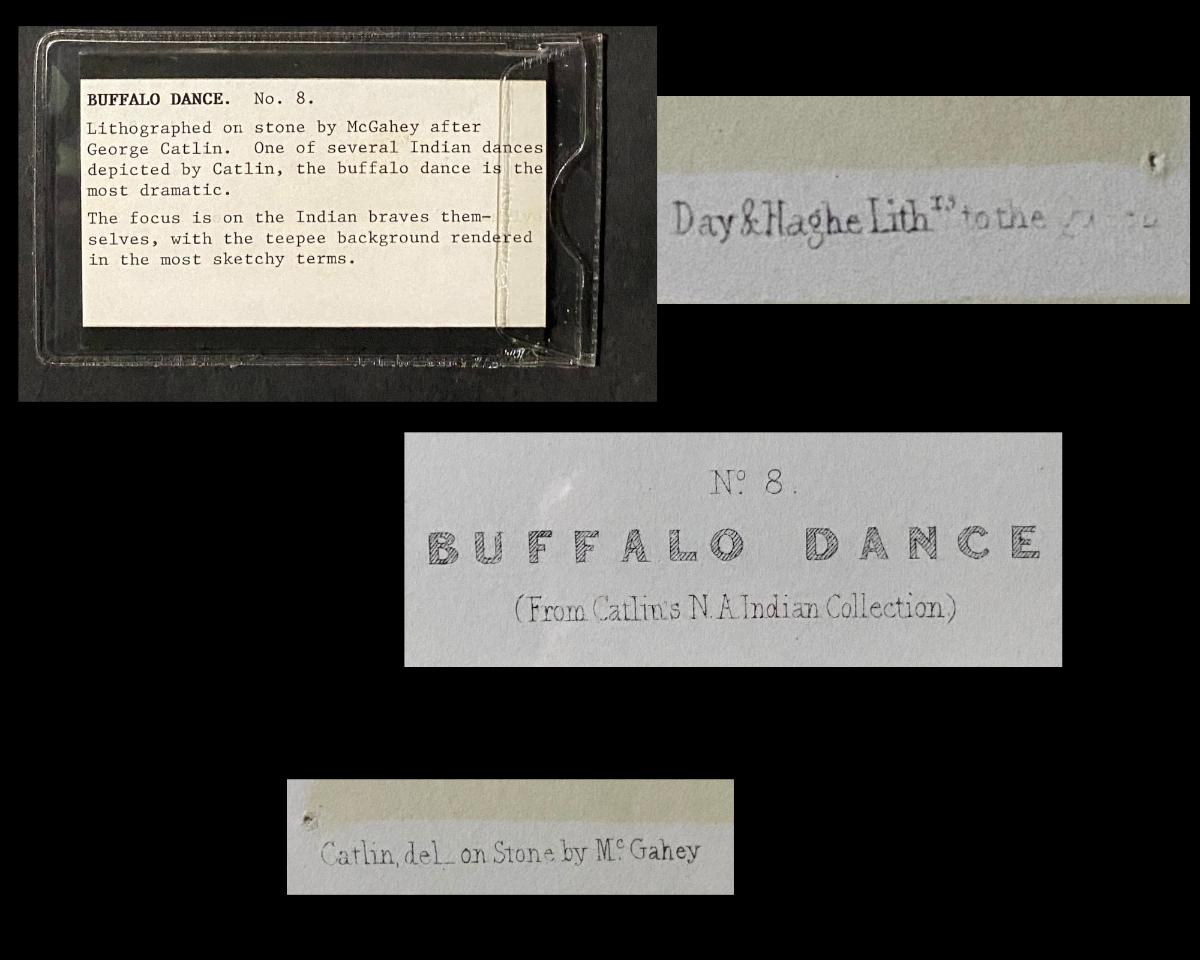 BUFFALO DANCE. No. 8.
Lithographed on stone by McGahey after
George Catlin. One of several Indian dances
depicted by Catlin, the buffalo dance is the
most dramatic.
The focus is on the Indian braves them-
selves, with the teepee background rendered
in the most sketchy terms.
Day & Haghe Lithrs to the
No. 8.
BUFFALO DANCE
(From Catlin's N.A Indian Collection)
Catlin, del_ on Stone by Mc. Gahey